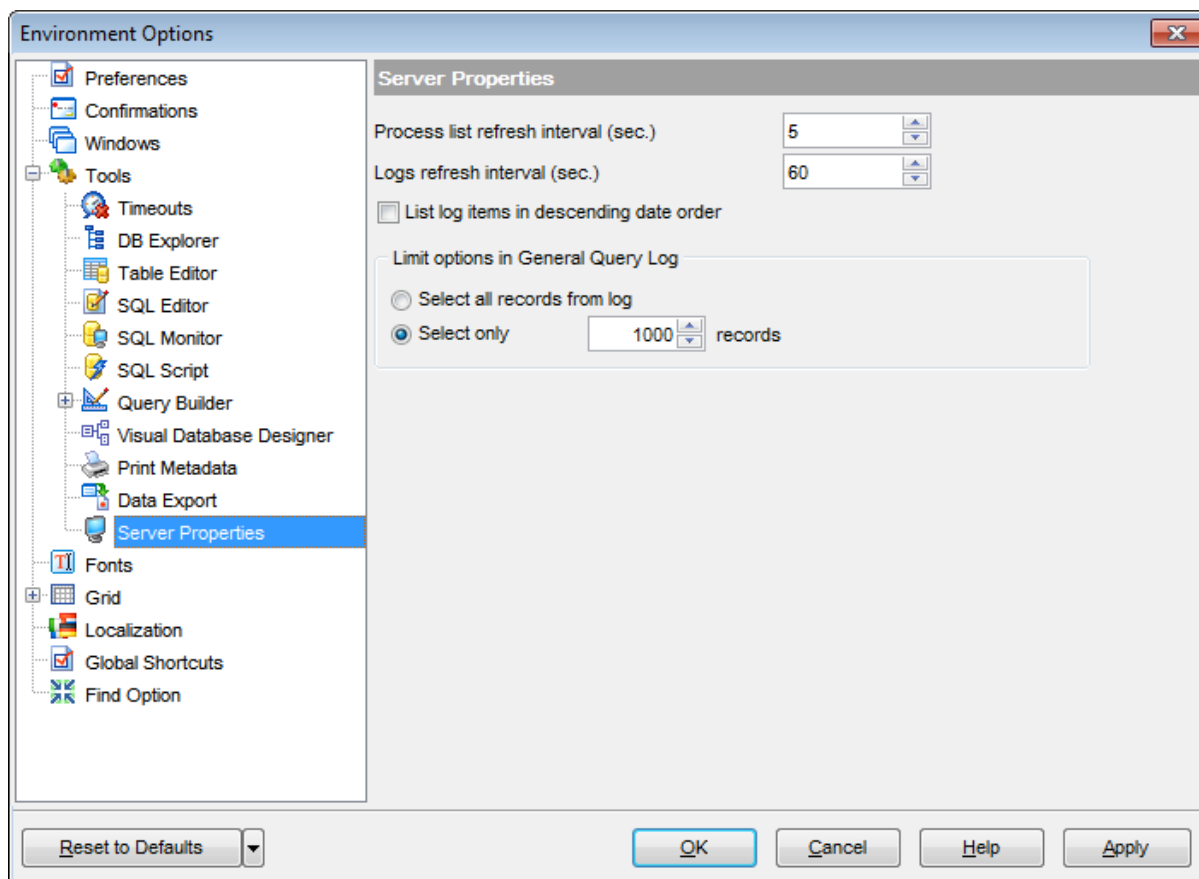 Environment Options
Preferences
Confirmations
Windows
Tools
Timeouts
DB Explorer
Table Editor
SQL Editor
SQL Monitor
SQL Script
Query Builder
Visual Database Designer
Print Metadata
Data Export
Server Properties
Fonts
Grid
Localization
Global Shortcuts
Find Option
Server Properties
Process list refresh interval (sec.) 5
Logs refresh interval (sec.) 60
List log items in descending date order
Limit options in General Query Log
Select all records from log
Select only 1000 records
Reset to Defaults OK Cancel Help Apply